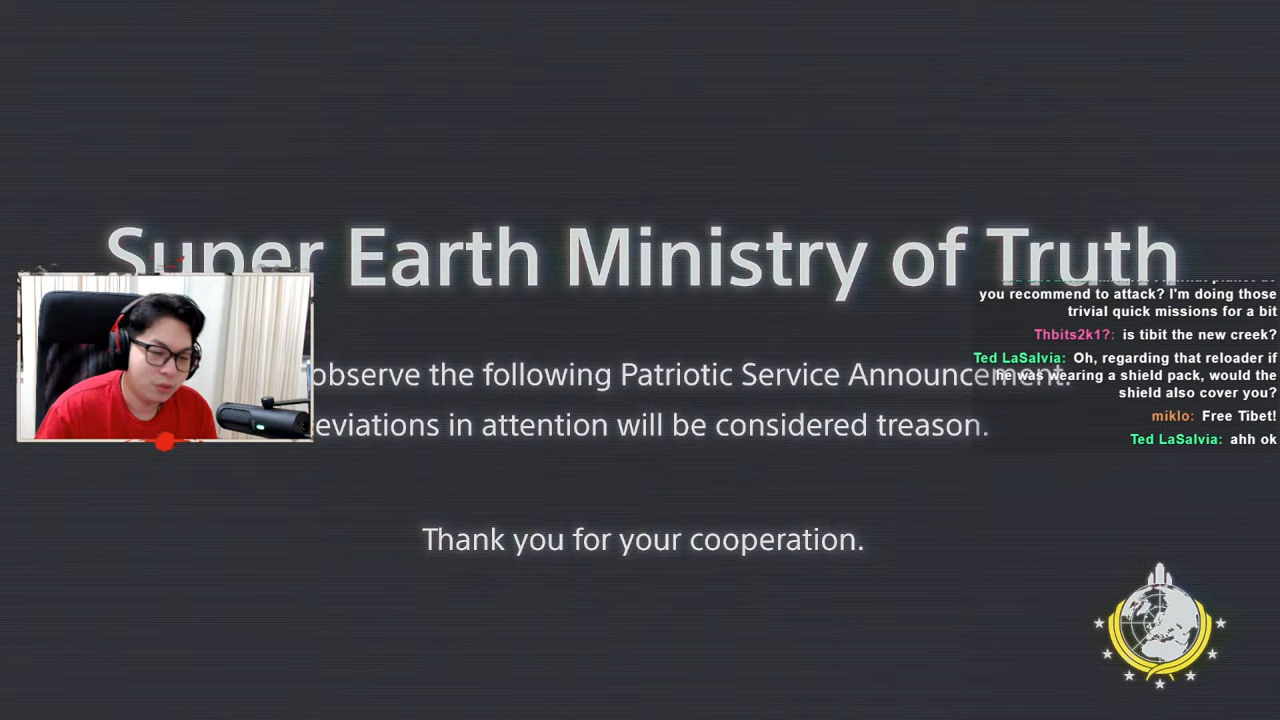 Super Earth Ministry of Truth
you recommend to attack? I'm doing those
trivial quick missions for a bit
Thbits2k1?: is tibit the new creek?
Ted LaSalvia: Oh, regarding that reloader if
he was wearing a shield pack, would the
shield also cover you?
miklo: Free Tibet!
Ted LaSalvia: ahh ok
observe the following Patriotic Service Announcement.
eviations in attention will be considered treason.
Thank you for your cooperation.